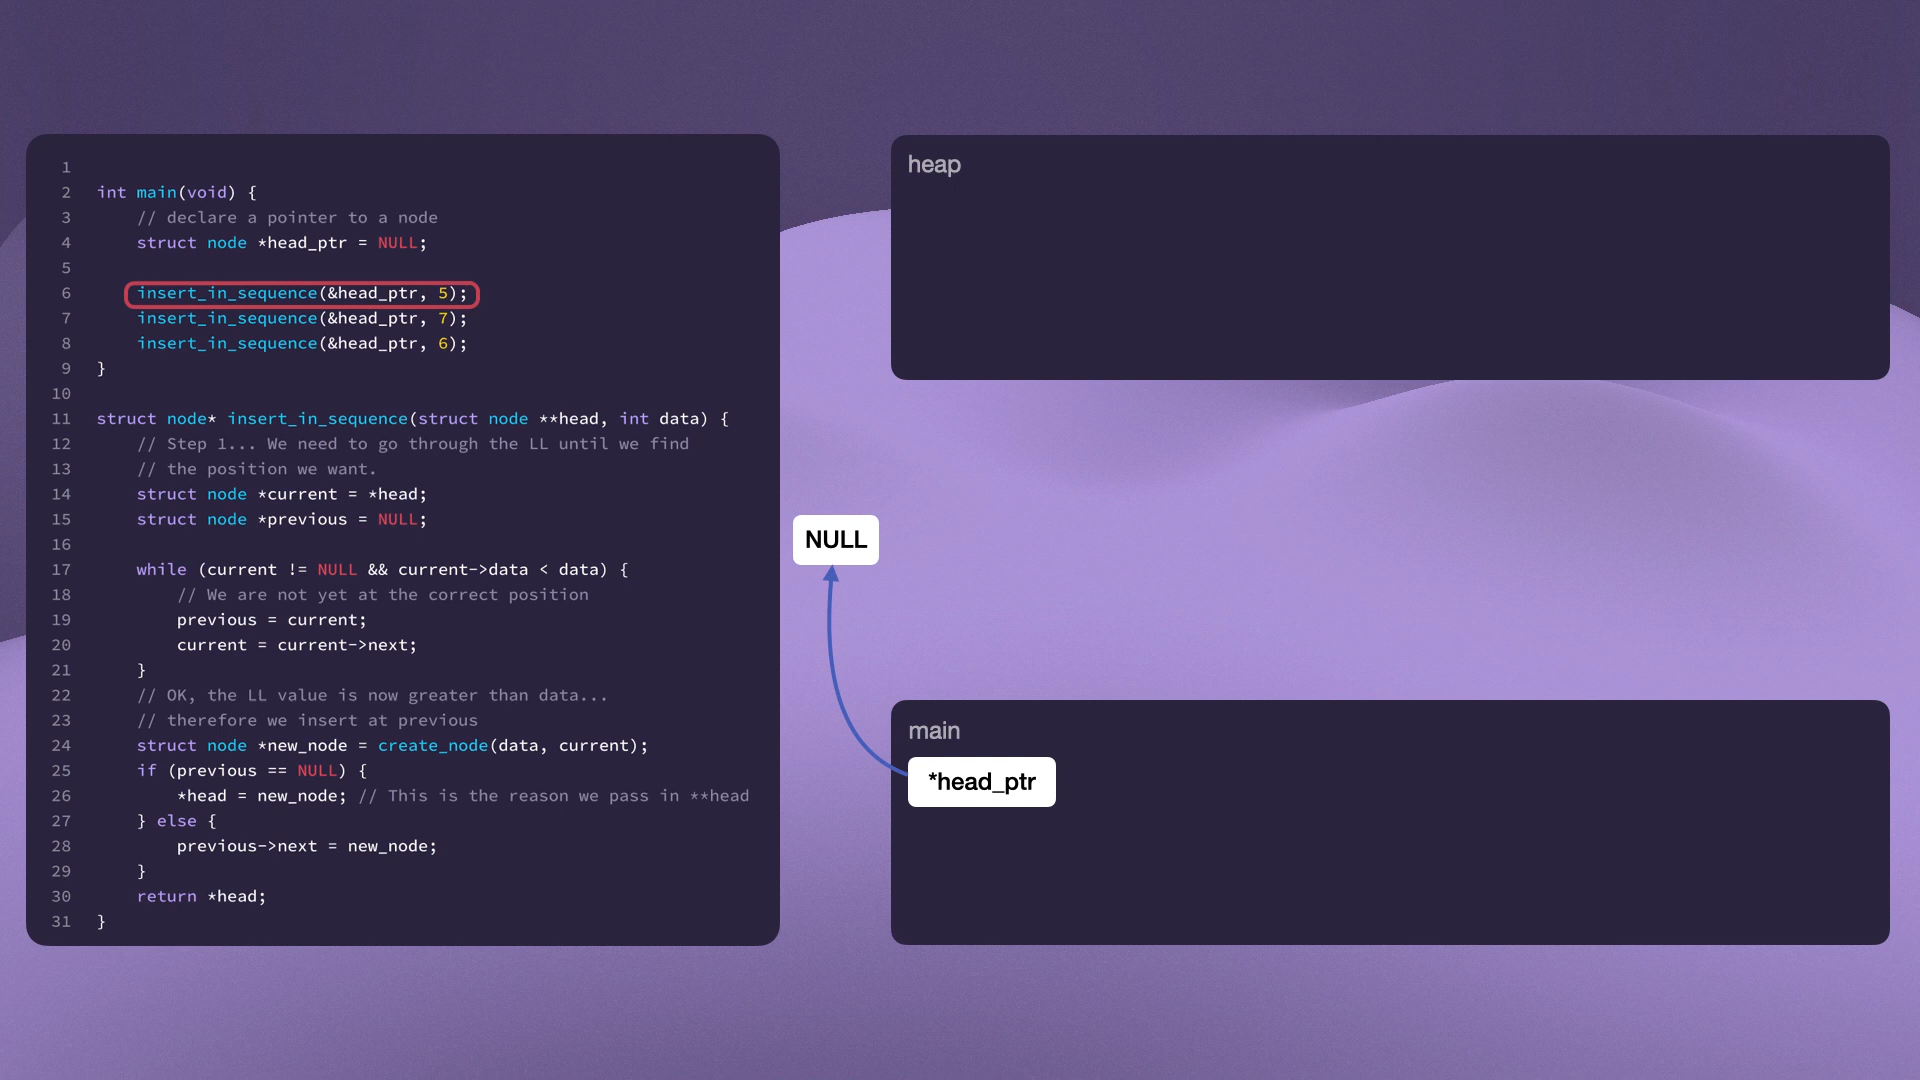 1
2 int main(void) {
3 // declare a pointer to a node
4 struct node *head_ptr = NULL;
5
6 insert_in_sequence(&head_ptr, 5);
7 insert_in_sequence(&head_ptr, 7);
8 insert_in_sequence(&head_ptr, 6);
9 }
10
11 struct node* insert_in_sequence(struct node **head, int data) {
12 // Step 1... We need to go through the LL until we find
13 // the position we want.
14 struct node *current = *head;
15 struct node *previous = NULL;
16
17 while (current != NULL && current->data < data) {
18 // We are not yet at the correct position
19 previous = current;
20 current = current->next;
21 }
22 // OK, the LL value is now greater than data...
23 // therefore we insert at previous
24 struct node *new_node = create_node(data, current);
25 if (previous == NULL) {
26 *head = new_node; // This is the reason we pass in **head
27 } else {
28 previous->next = new_node;
29 }
30 return *head;
31 }
heap
NULL
main
*head_ptr